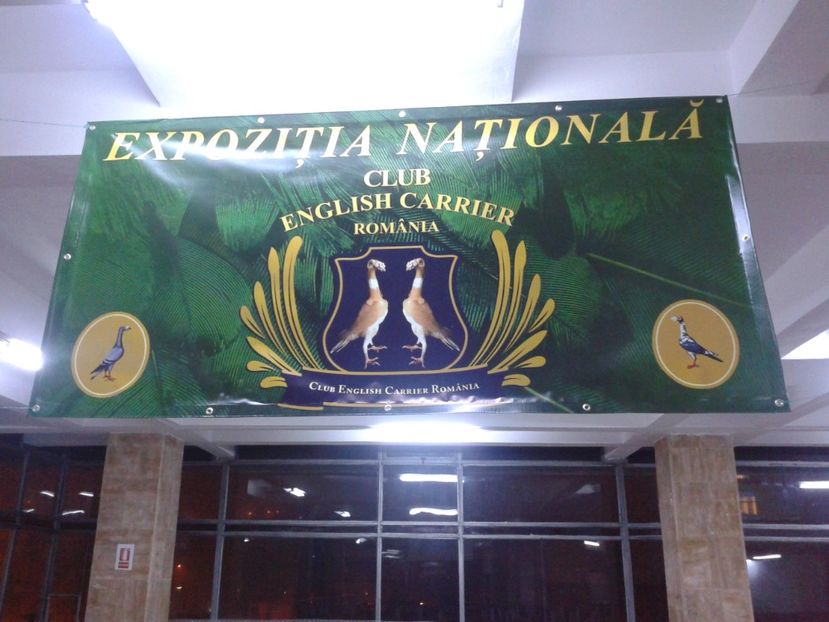 EXPOZIȚIA NAȚIONALĂ
CLUB
ENGLISH CARRIER
ROMÂNIA
CLUB ENGLISH CARRIER ROMÂNIA